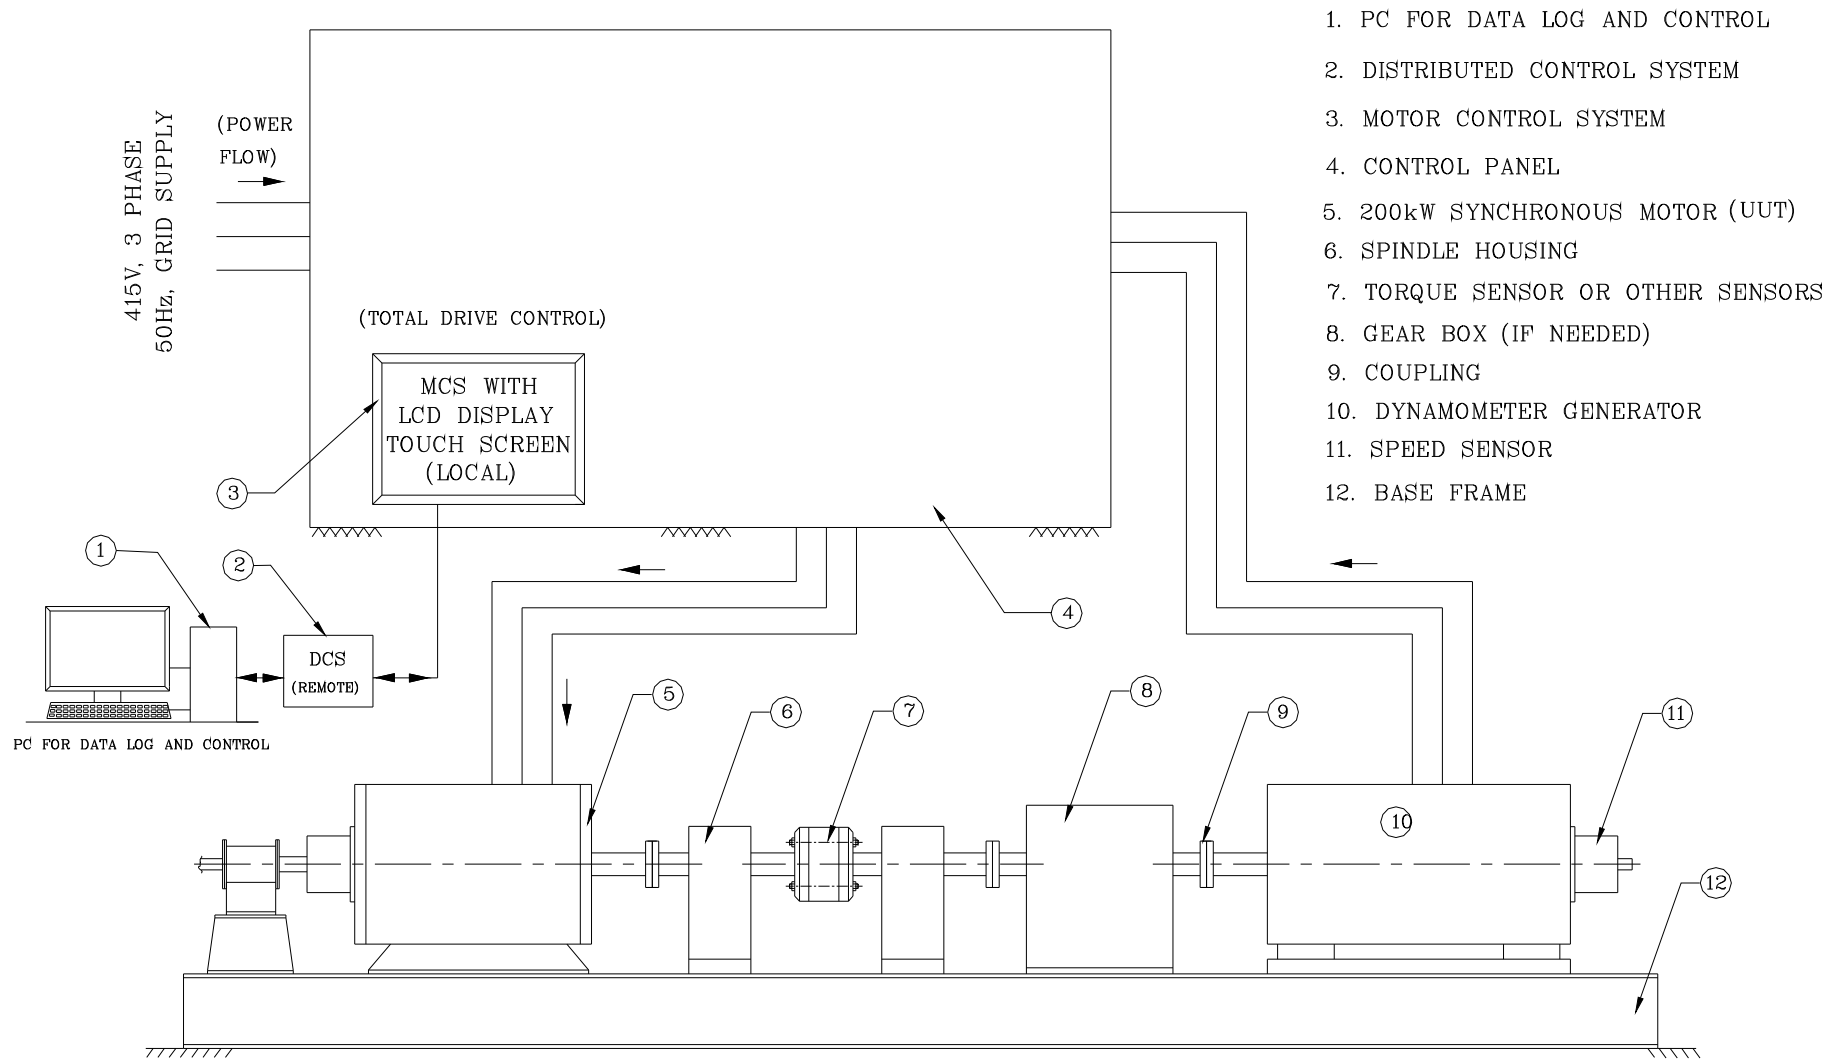 1. PC FOR DATA LOG AND CONTROL
2. DISTRIBUTED CONTROL SYSTEM
3. MOTOR CONTROL SYSTEM
4. CONTROL PANEL
5. 200kW SYNCHRONOUS MOTOR (UUT)
6. SPINDLE HOUSING
7. TORQUE SENSOR OR OTHER SENSORS
8. GEAR BOX (IF NEEDED)
9. COUPLING
10. DYNAMOMETER GENERATOR
11. SPEED SENSOR
12. BASE FRAME
415V, 3 PHASE
50Hz, GRID SUPPLY
(POWER
FLOW)
(TOTAL DRIVE CONTROL)
MCS WITH
LCD DISPLAY
TOUCH SCREEN
(LOCAL)
3
1
2
4
DCS
(REMOTE)
PC FOR DATA LOG AND CONTROL
5
6
7
8
9
10
11
12